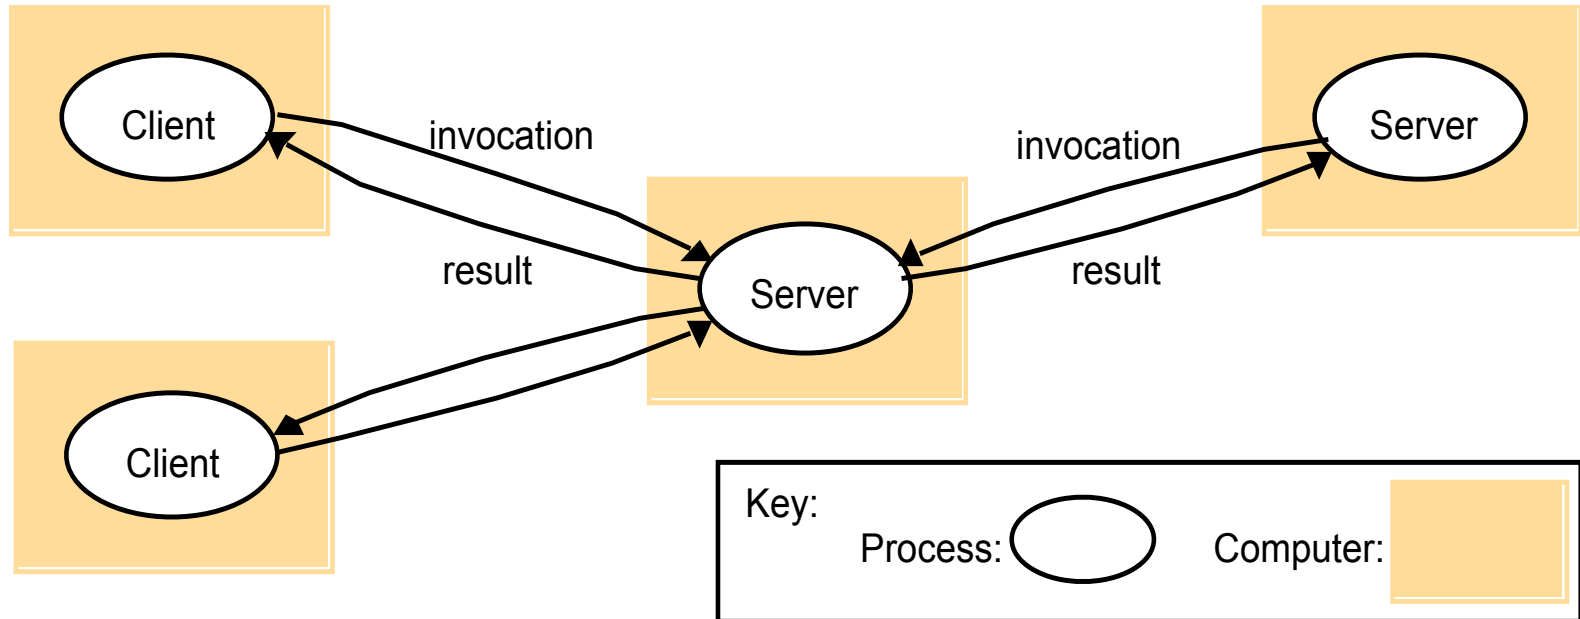 Client
invocation
result
Server
invocation
result
Server
Client
Key:
Process:
Computer: